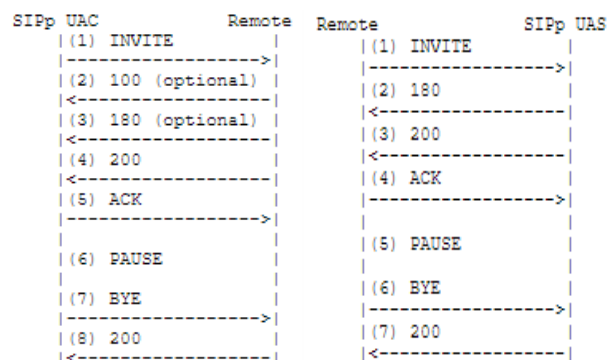 SIPp UAC Remote
(1) INVITE
(2) 100 (optional)
(3) 180 (optional)
(4) 200
(5) ACK
(6) PAUSE
(7) BYE
(8) 200
Remote SIPp UAS
(1) INVITE
(2) 180
(3) 200
(4) ACK
(5) PAUSE
(6) BYE
(7) 200